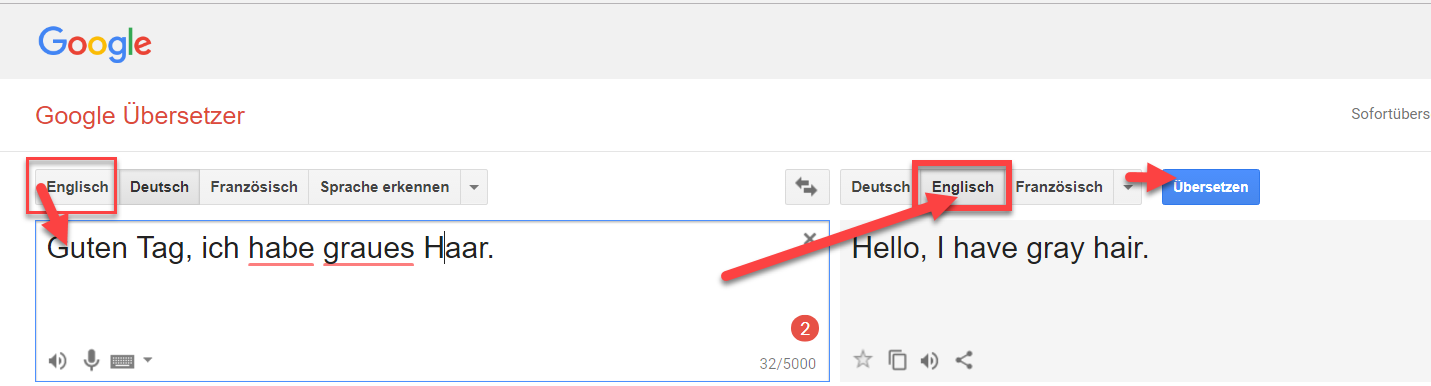 Google
Google Übersetzer
Sofortübers
Englisch Deutsch Französisch Sprache erkennen
Deutsch Englisch Französisch Übersetzen
Guten Tag, ich habe graues Haar.
Hello, I have gray hair.
2
32/5000